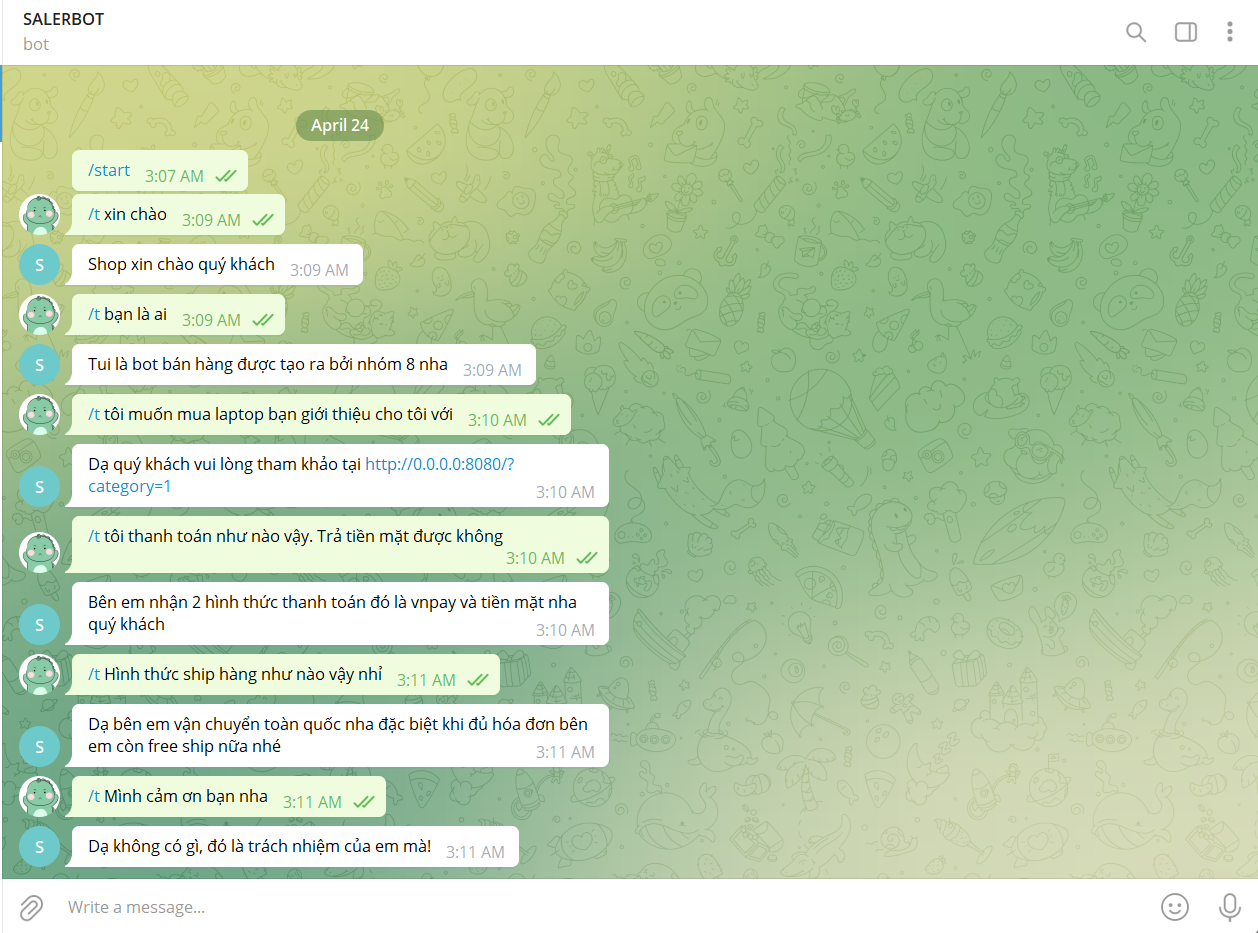 SALERBOT
bot
April 24
/start 3:07 AM
/t xin chào 3:09 AM
S
Shop xin chào quý khách 3:09 AM
/t bạn là ai 3:09 AM
S
Tui là bot bán hàng được tạo ra bởi nhóm 8 nha 3:09 AM
/t tôi muốn mua laptop bạn giới thiệu cho tôi với 3:10 AM
Dạ quý khách vui lòng tham khảo tại http://0.0.0.0:8080/?
category=1
S
3:10 AM
/t tôi thanh toán như nào vậy. Trả tiền mặt được không
3:10 AM
Bên em nhận 2 hình thức thanh toán đó là vnpay và tiền mặt nha
quý khách
S
3:10 AM
/t Hình thức ship hàng như nào vậy nhỉ 3:11 AM
Dạ bên em vận chuyển toàn quốc nha đặc biệt khi đủ hóa đơn bên
em còn free ship nữa nhé
S
3:11 AM
/t Mình cảm ơn bạn nha 3:11 AM
S
Dạ không có gì, đó là trách nhiệm của em mà! 3:11 AM
Write a message...